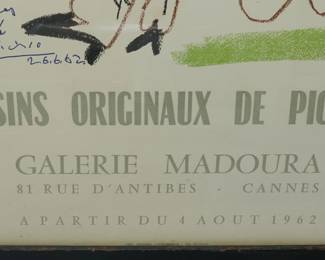 26.6.62.
SINS ORIGINAUX DE PIC
GALERIE MADOURA
81 RUE D'ANTIBES - CANNES
A PARTIR DU 4 AOUT 1962